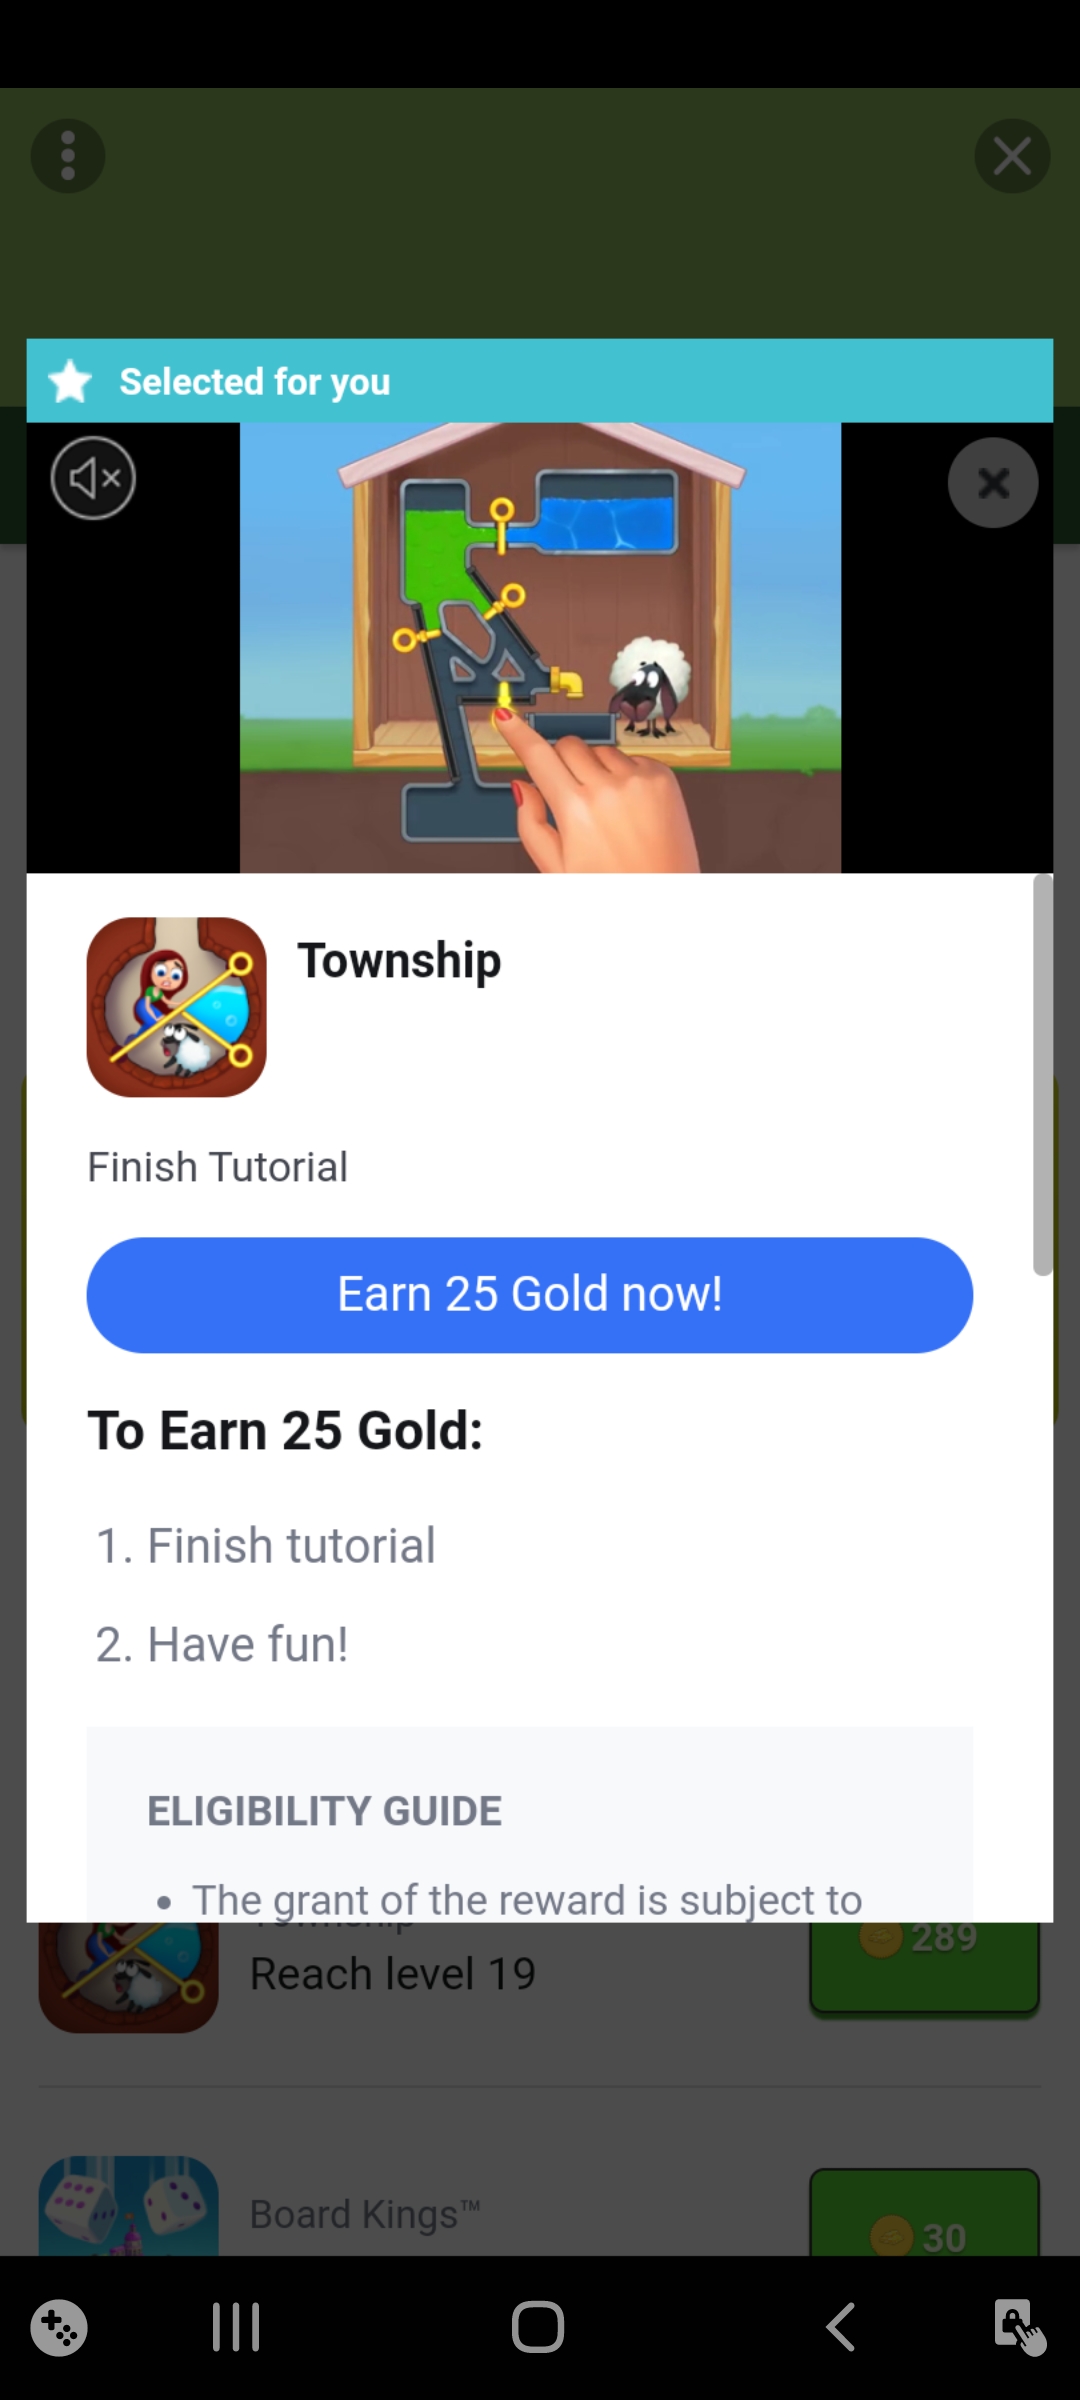 Selected for you
Township
Finish Tutorial
Earn 25 Gold now!
To Earn 25 Gold:
1. Finish tutorial
2. Have fun!
ELIGIBILITY GUIDE
• The grant of the reward is subject to
Township
Reach level 19
289
Board Kings™
30